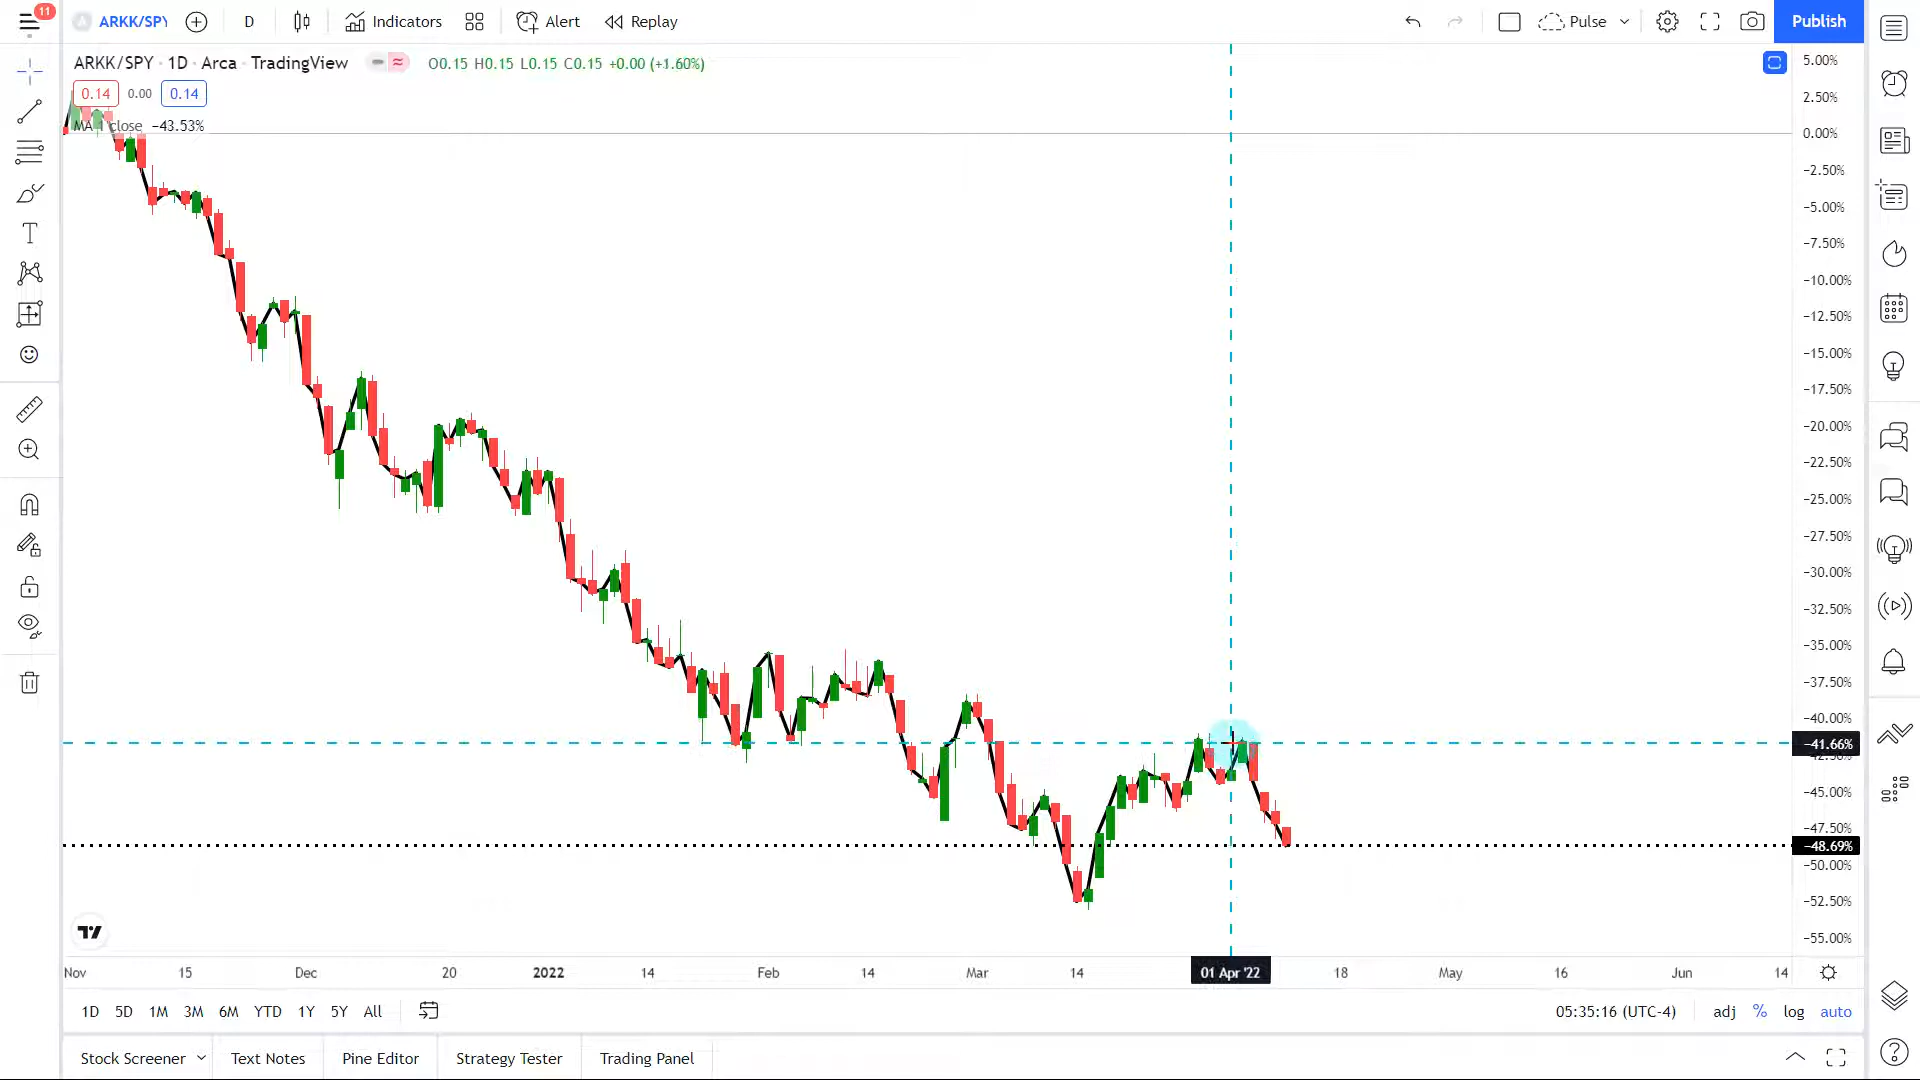 11
ARKK/SPY
D
Indicators
Alert
Replay
Pulse
Publish
ARKK/SPY · 1D · Arca · TradingView
O0.15 H0.15 L0.15 C0.15 +0.00 (+1.60%)
0.14 0.00 0.14
MA 1 close −43.53%
5.00%
2.50%
0.00%
−2.50%
−5.00%
−7.50%
−10.00%
−12.50%
−15.00%
−17.50%
−20.00%
−22.50%
−25.00%
−27.50%
−30.00%
−32.50%
−35.00%
−37.50%
−40.00%
−41.66%
−42.50%
−45.00%
−47.50%
−48.69%
−50.00%
−52.50%
−55.00%
Nov 15 Dec 20 2022 14 Feb 14 Mar 14 01 Apr '22 18 May 16 Jun 14
1D 5D 1M 3M 6M YTD 1Y 5Y All
05:35:16 (UTC-4) adj % log auto
Stock Screener Text Notes Pine Editor Strategy Tester Trading Panel